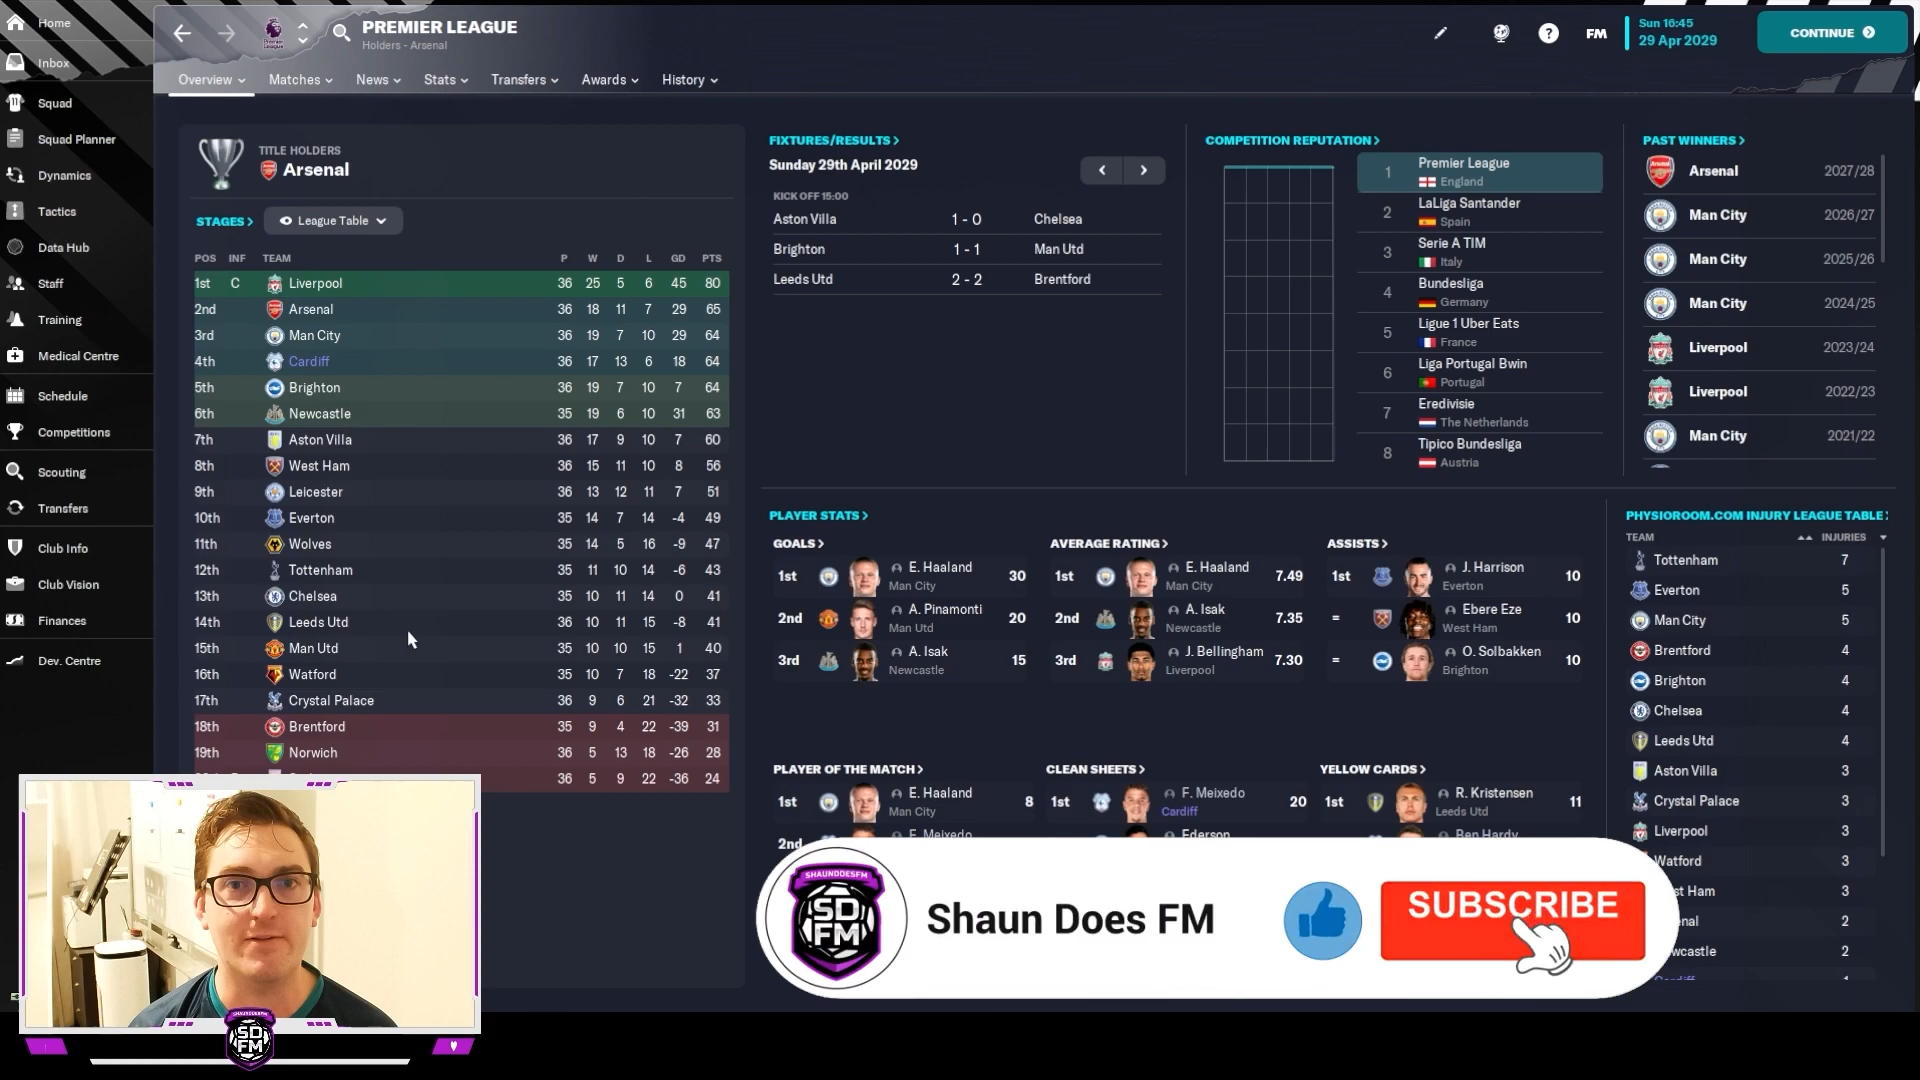 Home
Inbox
Squad
Squad Planner
Dynamics
Tactics
Data Hub
Staff
Training
Medical Centre
Schedule
Competitions
Scouting
Transfers
Club Info
Club Vision
Finances
Dev. Centre
PREMIER LEAGUE
Holders - Arsenal
FM
Sun 16:45
29 Apr 2029
CONTINUE
Overview Matches News Stats Transfers Awards History
TITLE HOLDERS
Arsenal
STAGES > League Table
POS INF TEAM P W D L GD PTS
1st C Liverpool 36 25 5 6 45 80
2nd Arsenal 36 18 11 7 29 65
3rd Man City 36 19 7 10 29 64
4th Cardiff 36 17 13 6 18 64
5th Brighton 36 19 7 10 7 64
6th Newcastle 35 19 6 10 31 63
7th Aston Villa 36 17 9 10 7 60
8th West Ham 36 15 11 10 8 56
9th Leicester 36 13 12 11 7 51
10th Everton 35 14 7 14 -4 49
11th Wolves 35 14 5 16 -9 47
12th Tottenham 35 11 10 14 -6 43
13th Chelsea 35 10 11 14 0 41
14th Leeds Utd 36 10 11 15 -8 41
15th Man Utd 35 10 10 15 1 40
16th Watford 35 10 7 18 -22 37
17th Crystal Palace 36 9 6 21 -32 33
18th Brentford 35 9 4 22 -39 31
19th Norwich 36 5 13 18 -26 28
36 5 9 22 -36 24
FIXTURES/RESULTS >
Sunday 29th April 2029
KICK OFF 15:00
Aston Villa 1 - 0 Chelsea
Brighton 1 - 1 Man Utd
Leeds Utd 2 - 2 Brentford
COMPETITION REPUTATION >
1 Premier League
England
2 LaLiga Santander
Spain
3 Serie A TIM
Italy
4 Bundesliga
Germany
5 Ligue 1 Uber Eats
France
6 Liga Portugal Bwin
Portugal
7 Eredivisie
The Netherlands
8 Tipico Bundesliga
Austria
PAST WINNERS >
Arsenal 2027/28
Man City 2026/27
Man City 2025/26
Man City 2024/25
Liverpool 2023/24
Liverpool 2022/23
Man City 2021/22
PLAYER STATS >
GOALS >
1st E. Haaland 30
Man City
2nd A. Pinamonti 20
Man Utd
3rd A. Isak 15
Newcastle
AVERAGE RATING >
1st E. Haaland 7.49
Man City
2nd A. Isak 7.35
Newcastle
3rd J. Bellingham 7.30
Liverpool
ASSISTS >
1st J. Harrison 10
Everton
= Ebere Eze 10
West Ham
= O. Solbakken 10
Brighton
PLAYER OF THE MATCH >
1st E. Haaland 8
Man City
2nd F. Meixedo
CLEAN SHEETS >
1st F. Meixedo 20
Cardiff
Ederson
YELLOW CARDS >
1st R. Kristensen 11
Leeds Utd
Ben Hardy
PHYSIOROOM.COM INJURY LEAGUE TABLE
TEAM INJURIES
Tottenham 7
Everton 5
Man City 5
Brentford 4
Brighton 4
Chelsea 4
Leeds Utd 4
Aston Villa 3
Crystal Palace 3
Liverpool 3
Watford 3
st Ham 3
enal 2
wcastle 2
Cardiff
SHAUNDOESFM
SD
FM
Shaun Does FM
SUBSCRIBE
SHAUNDOESFM
SD
FM